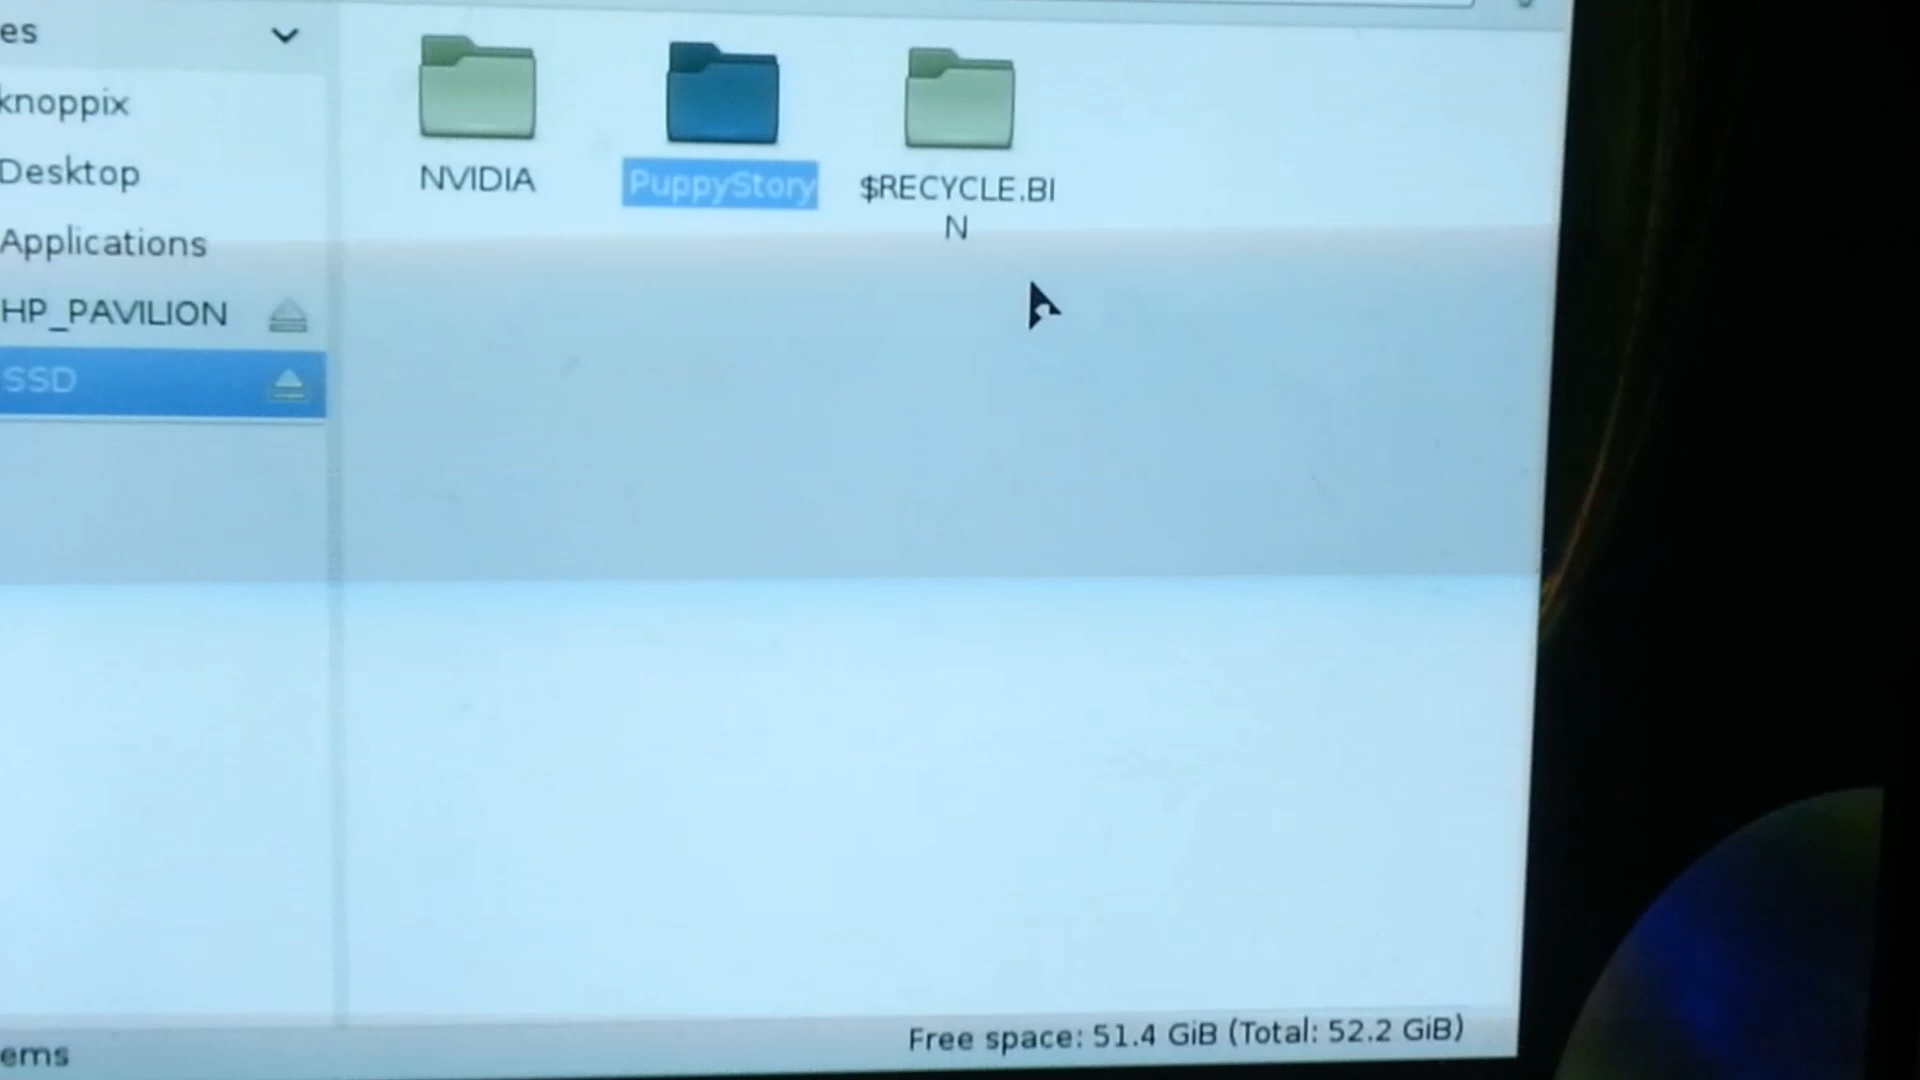 es
knoppix
Desktop
Applications
HP_PAVILION
SSD
NVIDIA
PuppyStory
$RECYCLE.BI
N
ems
Free space: 51.4 GiB (Total: 52.2 GiB)